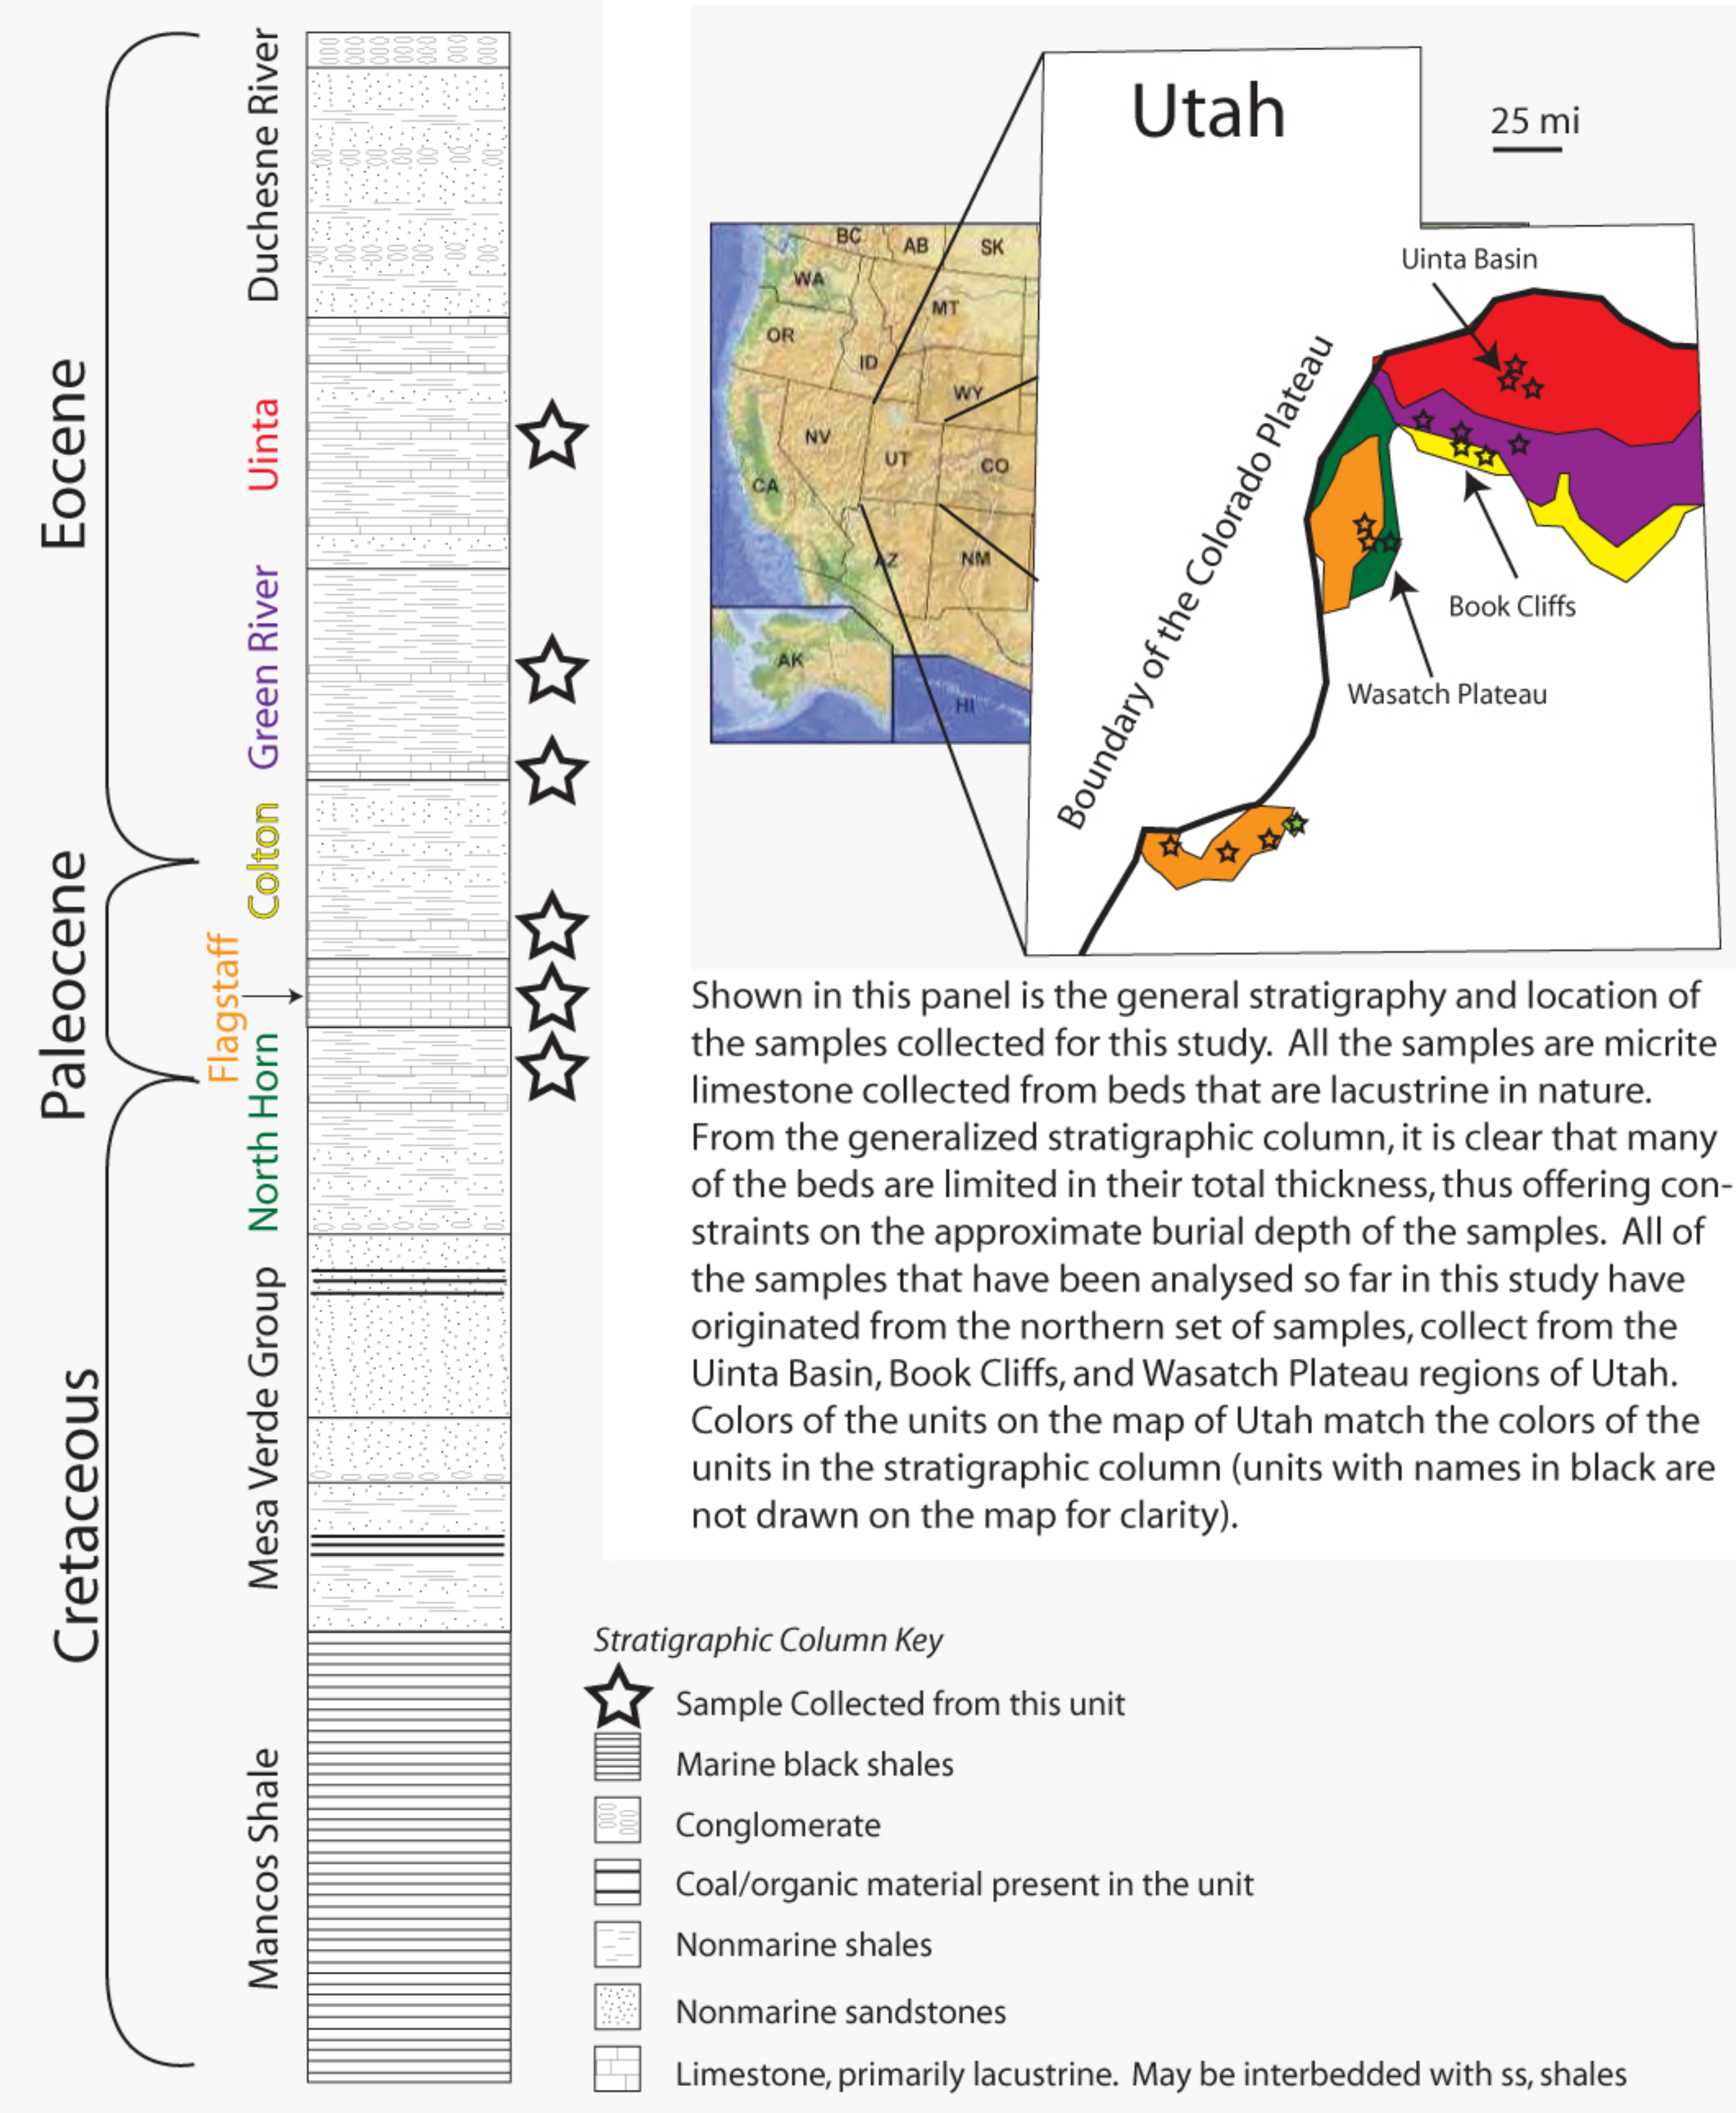 Eocene
Paleocene
Cretaceous
Duchesne River
Uinta
Green River
Colton
Flagstaff
North Horn
Mesa Verde Group
Mancos Shale
Utah
25 mi
Uinta Basin
Book Cliffs
Wasatch Plateau
Boundary of the Colorado Plateau
BC
AB
SK
WA
MT
OR
ID
WY
NV
UT
CO
CA
AZ
NM
AK
HI
Shown in this panel is the general stratigraphy and location of
the samples collected for this study. All the samples are micrite
limestone collected from beds that are lacustrine in nature.
From the generalized stratigraphic column, it is clear that many
of the beds are limited in their total thickness, thus offering con-
straints on the approximate burial depth of the samples. All of
the samples that have been analysed so far in this study have
originated from the northern set of samples, collect from the
Uinta Basin, Book Cliffs, and Wasatch Plateau regions of Utah.
Colors of the units on the map of Utah match the colors of the
units in the stratigraphic column (units with names in black are
not drawn on the map for clarity).
Stratigraphic Column Key
Sample Collected from this unit
Marine black shales
Conglomerate
Coal/organic material present in the unit
Nonmarine shales
Nonmarine sandstones
Limestone, primarily lacustrine. May be interbedded with ss, shales